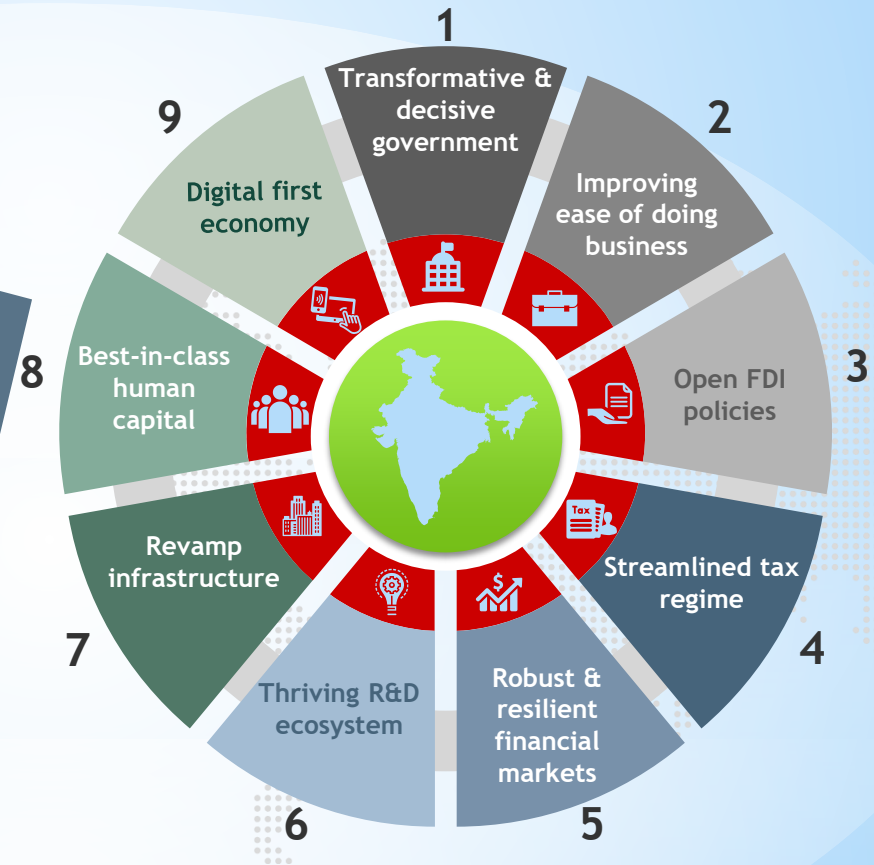 1
Transformative &
decisive
government
2
Improving
ease of doing
business
3
Open FDI
policies
4
Streamlined tax
regime
Tax
5
Robust &
resilient
financial
markets
$
6
Thriving R&D
ecosystem
7
Revamp
infrastructure
8
Best-in-class
human
capital
9
Digital first
economy